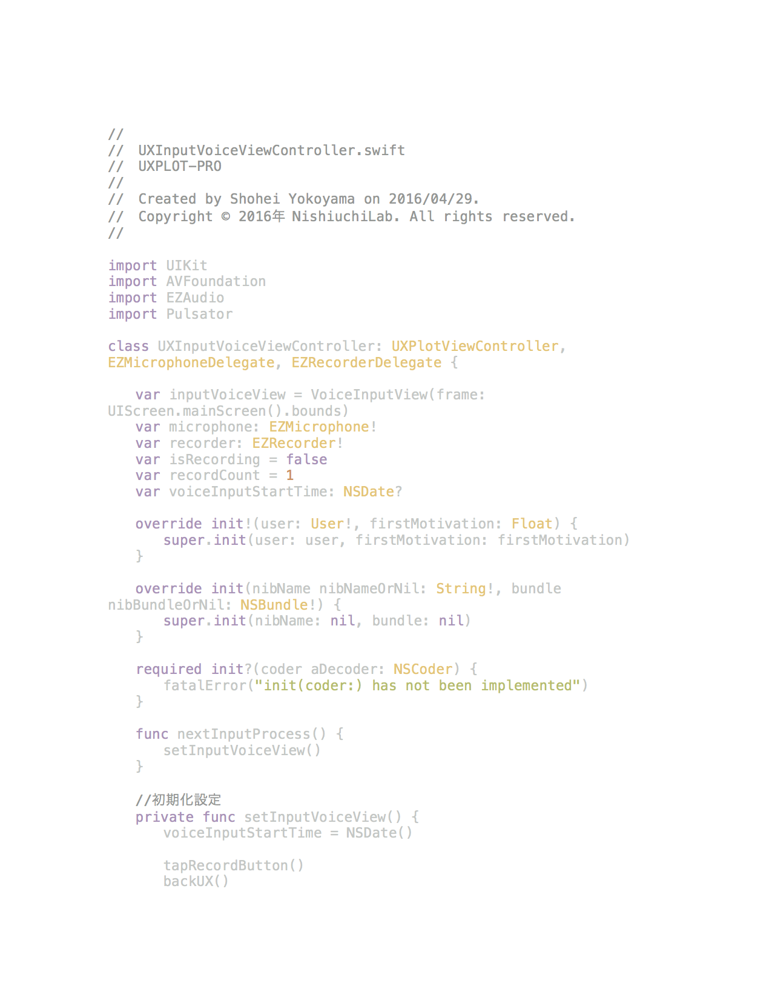 //
//  UXInputVoiceViewController.swift
//  UXPLOT-PRO
//
//  Created by Shohei Yokoyama on 2016/04/29.
//  Copyright © 2016年 NishiuchiLab. All rights reserved.
//
import UIKit
import AVFoundation
import EZAudio
import Pulsator
class UXInputVoiceViewController: UXPlotViewController,
EZMicrophoneDelegate, EZRecorderDelegate {
var inputVoiceView = VoiceInputView(frame:
UIScreen.mainScreen().bounds)
var microphone: EZMicrophone!
var recorder: EZRecorder!
var isRecording = false
var recordCount = 1
var voiceInputStartTime: NSDate?
override init!(user: User!, firstMotivation: Float) {
super.init(user: user, firstMotivation: firstMotivation)
}
override init(nibName nibNameOrNil: String!, bundle
nibBundleOrNil: NSBundle!) {
super.init(nibName: nil, bundle: nil)
}
required init?(coder aDecoder: NSCoder) {
fatalError("init(coder:) has not been implemented")
}
func nextInputProcess() {
setInputVoiceView()
}
//初期化設定
private func setInputVoiceView() {
voiceInputStartTime = NSDate()
tapRecordButton()
backUX()